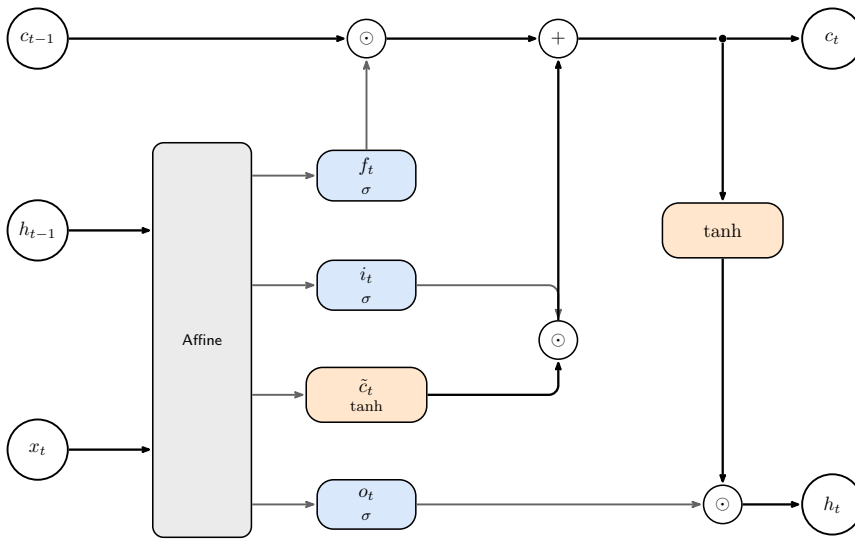 c_{t-1}
⊙
+
c_t
f_t
σ
h_{t-1}
tanh
i_t
σ
Affine
⊙
c̃_t
tanh
x_t
o_t
σ
⊙
h_t